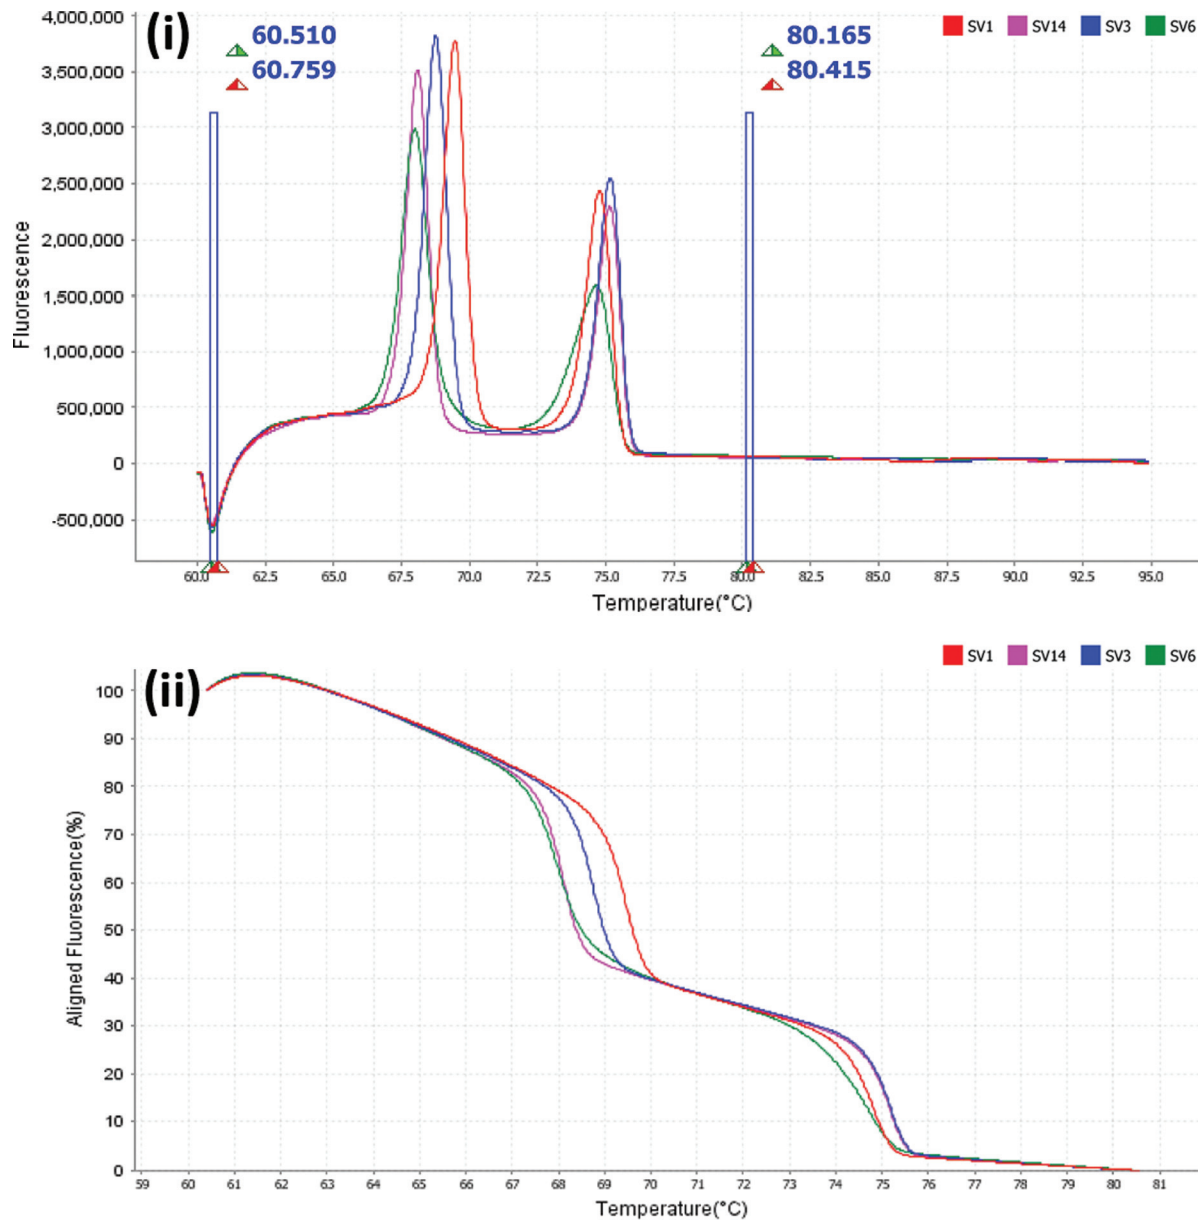 (i)
60.510
60.759
80.165
80.415
SV1 SV14 SV3 SV6
4,000,000
3,500,000
3,000,000
2,500,000
2,000,000
1,500,000
1,000,000
500,000
0
-500,000
Fluorescence
60.0 62.5 65.0 67.5 70.0 72.5 75.0 77.5 80.0 82.5 85.0 87.5 90.0 92.5 95.0
Temperature(°C)
SV1 SV14 SV3 SV6
(ii)
100
90
80
70
60
50
40
30
20
10
0
Aligned Fluorescence(%)
59 60 61 62 63 64 65 66 67 68 69 70 71 72 73 74 75 76 77 78 79 80 81
Temperature(°C)